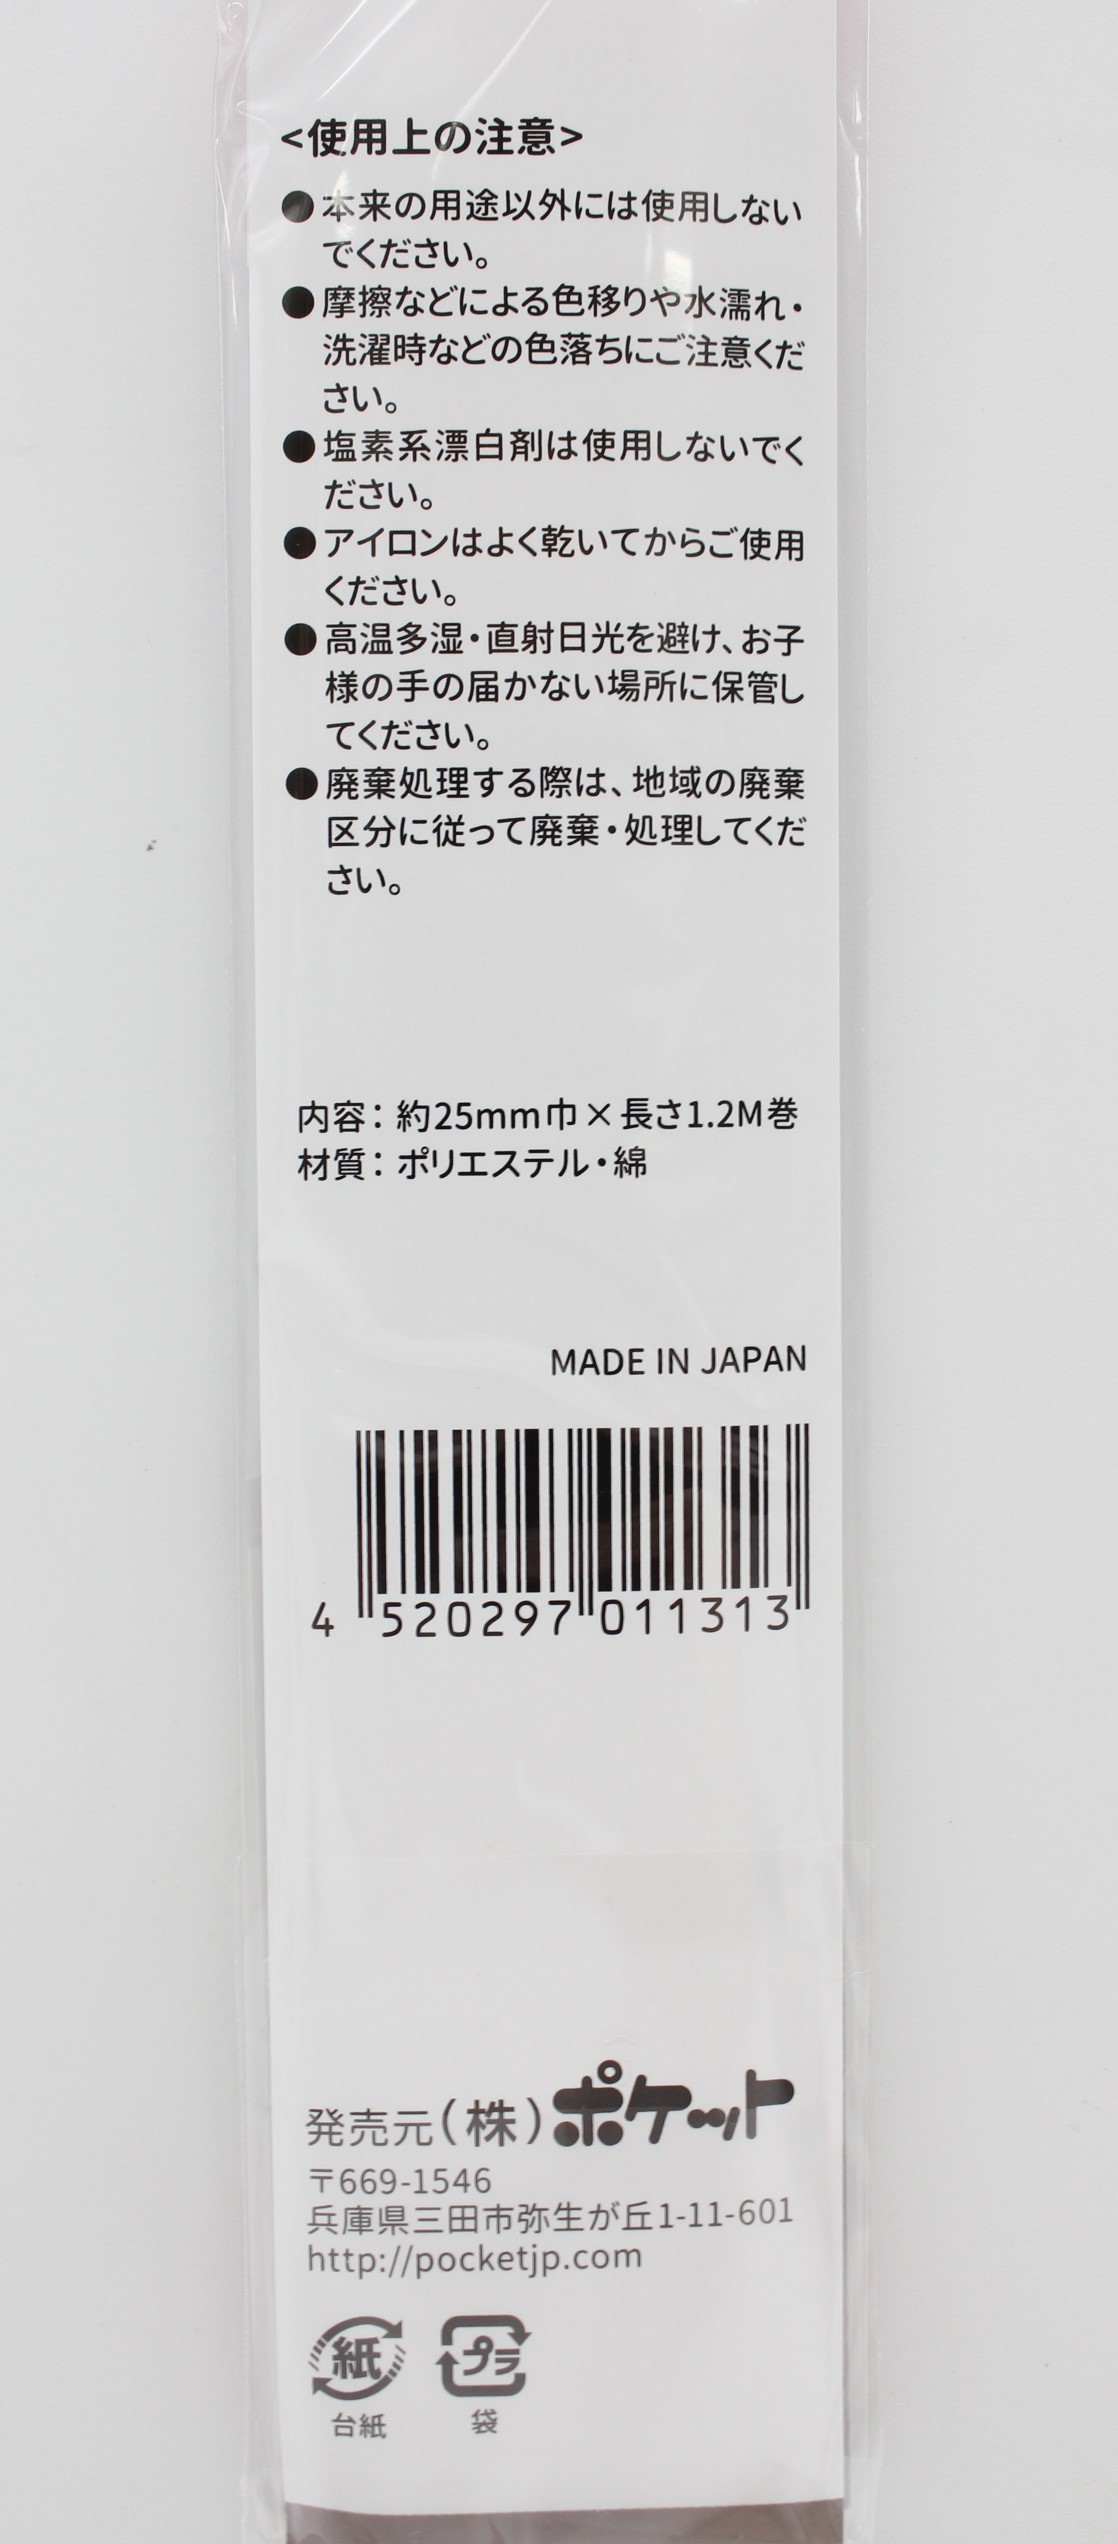 <使用上の注意>
●本来の用途以外には使用しない
でください。
●摩擦などによる色移りや水濡れ・
洗濯時などの色落ちにご注意くだ
さい。
●塩素系漂白剤は使用しないでく
ださい。
●アイロンはよく乾いてからご使用
ください。
●高温多湿・直射日光を避け、お子
様の手の届かない場所に保管し
てください。
●廃棄処理する際は、地域の廃棄
区分に従って廃棄・処理してくだ
さい。
内容：約25mm巾×長さ1.2M巻
材質：ポリエステル・綿
MADE IN JAPAN
4 520297 011313
発売元（株）ポケット
〒669-1546
兵庫県三田市弥生が丘1-11-601
http://pocketjp.com
紙 プラ
台紙 袋